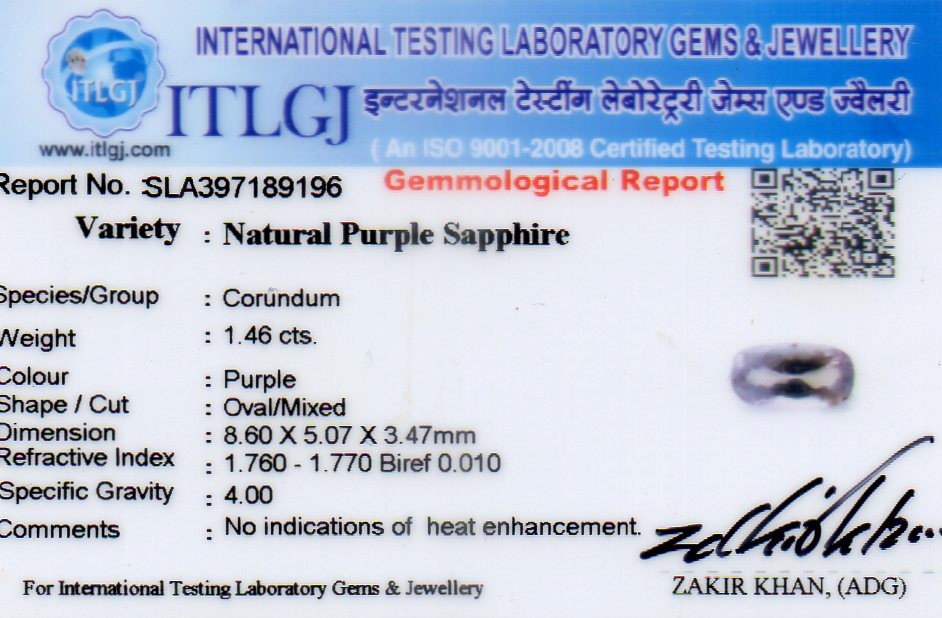 INTERNATIONAL TESTING LABORATORY GEMS & JEWELLERY
ITLGJ
ITLGJ इन्टरनेशनल टेस्टींग लेबोरेट्ररी जेम्स एण्ड ज्वैलरी
www.itlgj.com
( An ISO 9001-2008 Certified Testing Laboratory)
Report No. :SLA397189196
Gemmological Report
Variety : Natural Purple Sapphire
Species/Group : Corundum
Weight : 1.46 cts.
Colour : Purple
Shape / Cut : Oval/Mixed
Dimension : 8.60 X 5.07 X 3.47mm
Refractive Index : 1.760 - 1.770 Biref 0.010
Specific Gravity : 4.00
Comments : No indications of heat enhancement.
For International Testing Laboratory Gems & Jewellery
ZAKIR KHAN, (ADG)